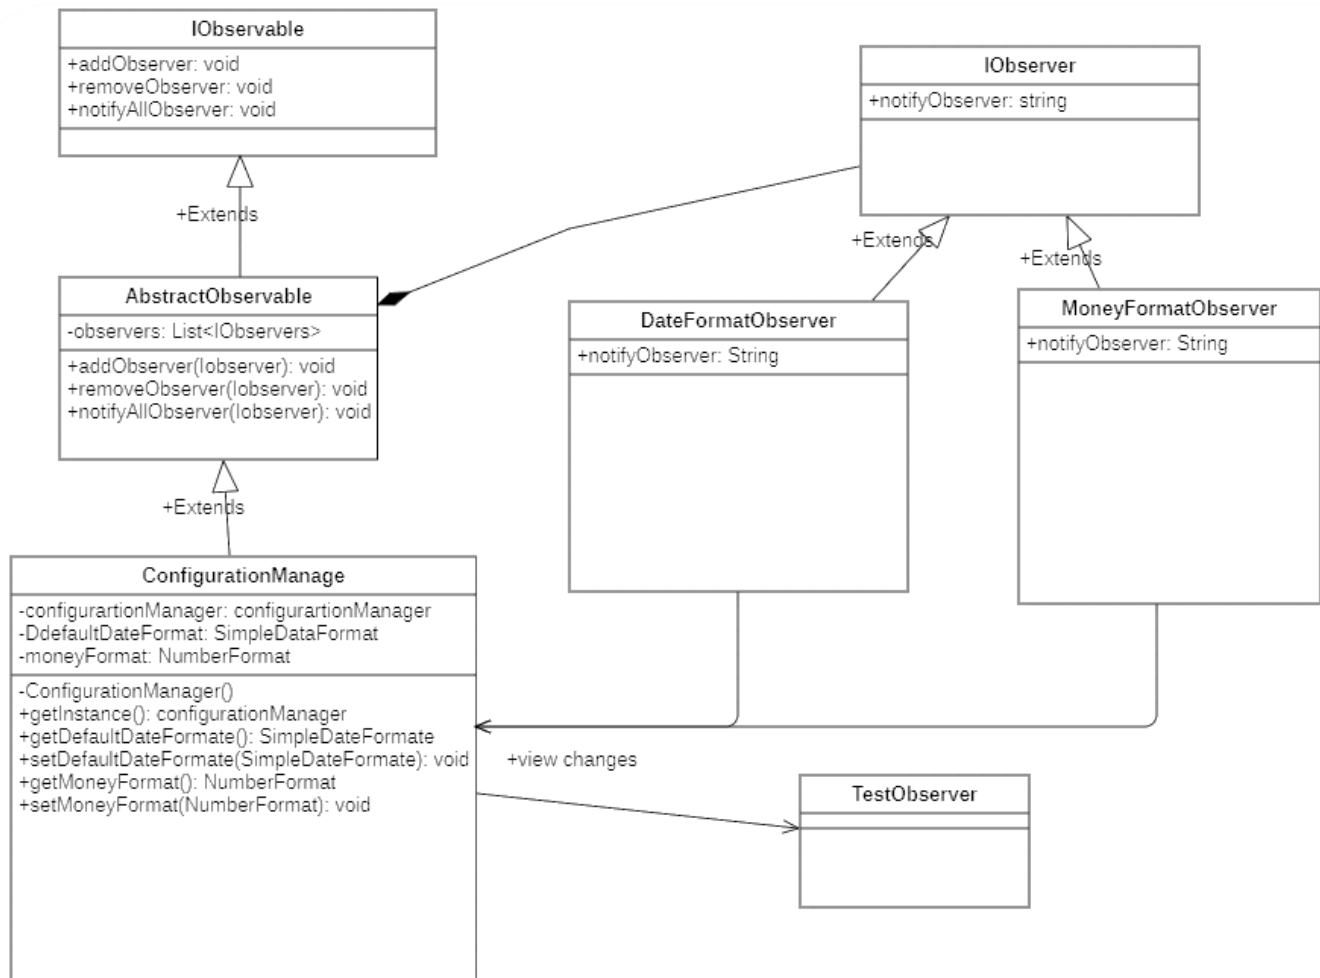 IObservable
+addObserver: void
+removeObserver: void
+notifyAllObserver: void
+Extends
AbstractObservable
-observers: List<IObservers>
+addObserver(Iobserver): void
+removeObserver(Iobserver): void
+notifyAllObserver(Iobserver): void
+Extends
ConfigurationManage
-configurartionManager: configurartionManager
-DdefaultDateFormat: SimpleDataFormat
-moneyFormat: NumberFormat
-ConfigurationManager()
+getInstance(): configurationManager
+getDefaultDateFormate(): SimpleDateFormate
+setDefaultDateFormate(SimpleDateFormate): void
+getMoneyFormat(): NumberFormat
+setMoneyFormat(NumberFormat): void
IObserver
+notifyObserver: string
+Extends
+Extends
DateFormatObserver
+notifyObserver: String
MoneyFormatObserver
+notifyObserver: String
+view changes
TestObserver